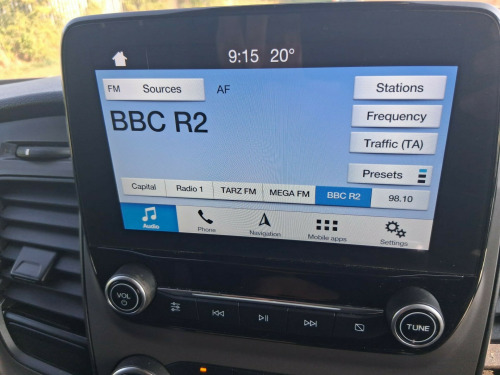 9:15 20°
FM Sources AF Stations
BBC R2
Frequency
Traffic (TA)
Presets
Capital Radio 1 TARZ FM MEGA FM BBC R2 98.10
Audio Phone Navigation Mobile apps Settings
VOL TUNE